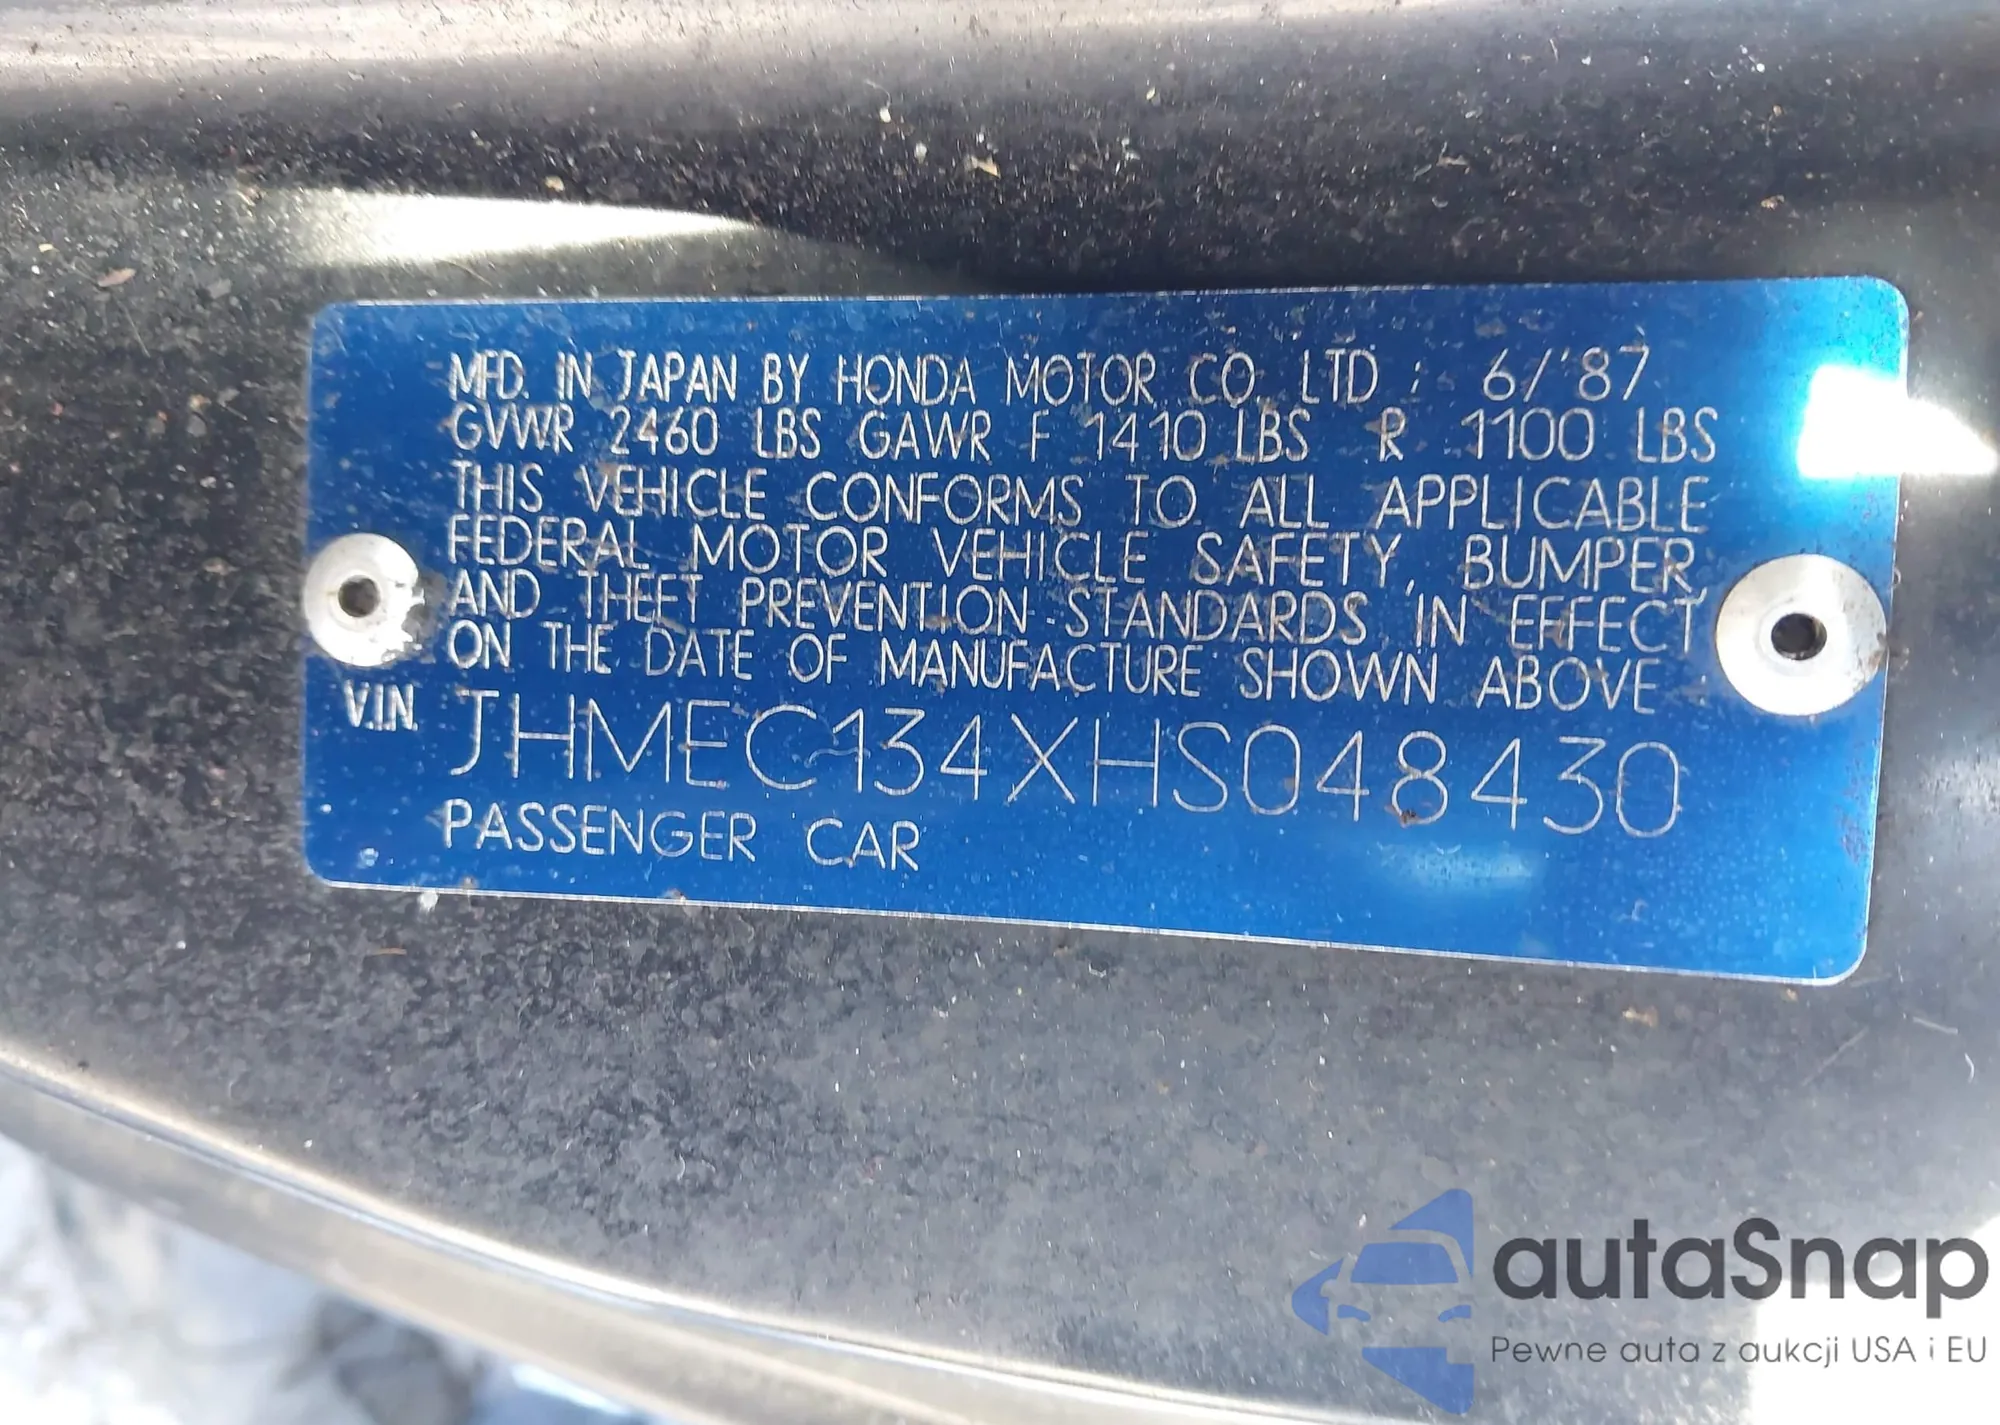 MFD. IN JAPAN BY HONDA MOTOR CO., LTD : 6/'87
GVWR 2460 LBS GAWR F 1410 LBS R 1100 LBS
THIS VEHICLE CONFORMS TO ALL APPLICABLE
FEDERAL MOTOR VEHICLE SAFETY, BUMPER,
AND THEFT PREVENTION STANDARDS IN EFFECT
ON THE DATE OF MANUFACTURE SHOWN ABOVE
V.I.N. JHMEC134XHS048430
PASSENGER CAR
autaSnap
Pewne auta z aukcji USA i EU